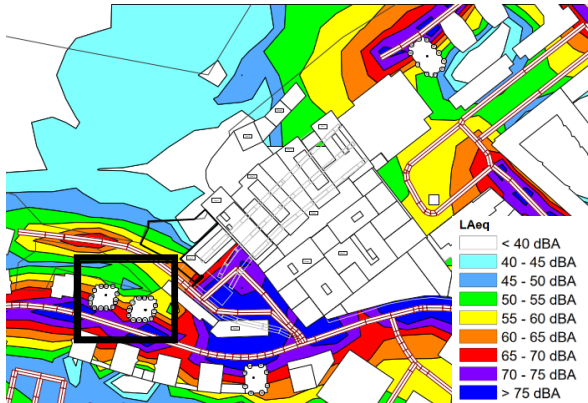 LAeq
< 40 dBA
40 - 45 dBA
45 - 50 dBA
50 - 55 dBA
55 - 60 dBA
60 - 65 dBA
65 - 70 dBA
70 - 75 dBA
> 75 dBA